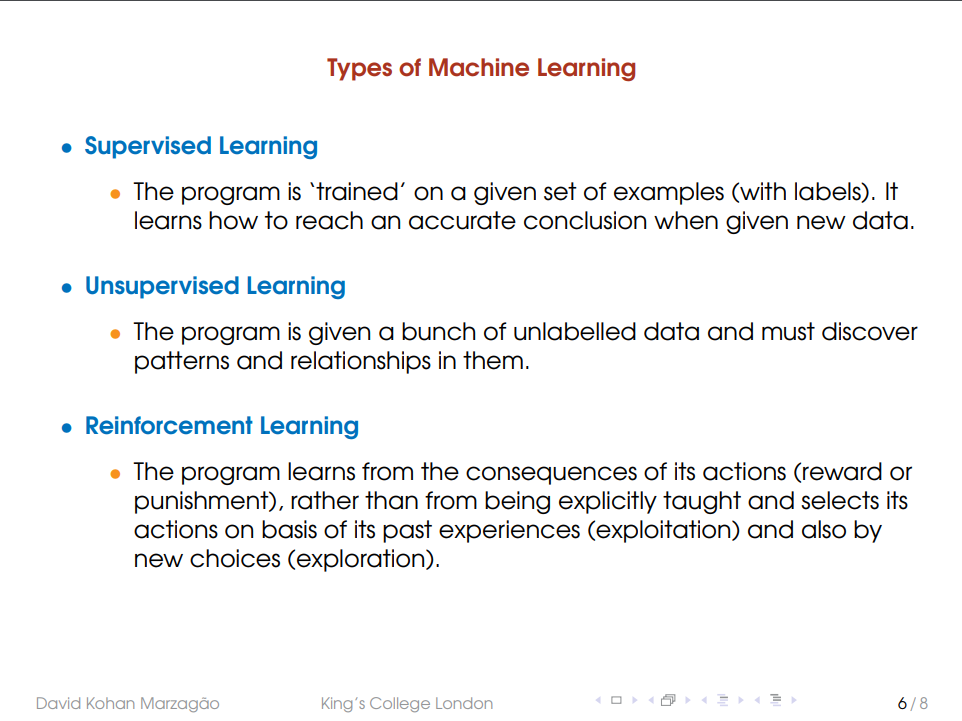 Types of Machine Learning
• Supervised Learning
• The program is ‘trained’ on a given set of examples (with labels). It
learns how to reach an accurate conclusion when given new data.
• Unsupervised Learning
• The program is given a bunch of unlabelled data and must discover
patterns and relationships in them.
• Reinforcement Learning
• The program learns from the consequences of its actions (reward or
punishment), rather than from being explicitly taught and selects its
actions on basis of its past experiences (exploitation) and also by
new choices (exploration).
David Kohan Marzagão King’s College London 6 / 8